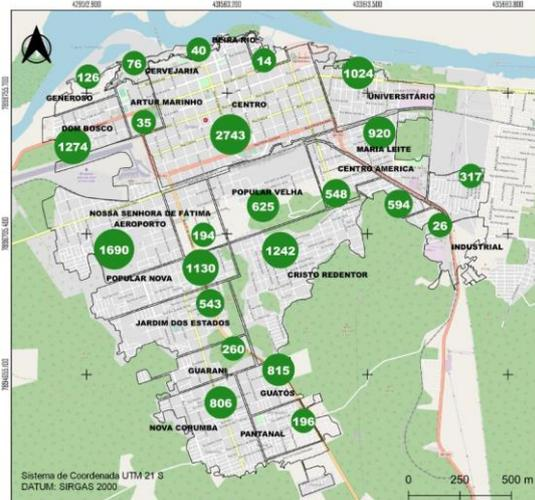 BEIRA RIO
40
76
14
CERVEJARIA
1024
126
GENEROSO
ARTUR MARINHO
CENTRO
UNIVERSITÁRIO
DOM BOSCO
35
2743
920
1274
MARIA LEITE
CENTRO AMERICA
317
POPULAR VELHA
548
594
625
NOSSA SENHORA DE FÁTIMA
AEROPORTO
194
26
1690
1242
INDUSTRIAL
1130
CRISTO REDENTOR
POPULAR NOVA
543
JARDIM DOS ESTADOS
260
GUARANI
815
GUATÓS
806
196
NOVA CORUMBA
PANTANAL
Sistema de Coordenada UTM 21 S
DATUM: SIRGAS 2000
0 250 500 m